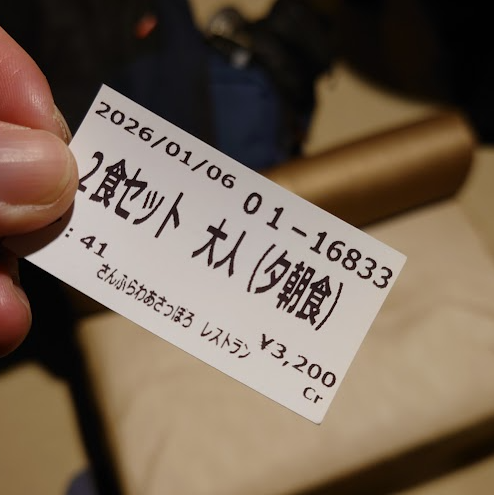 2026/01/06 01-16833
2食セット 大人(夕朝食)
: 41
さんふらわあさっぽろ レストラン ¥3,200
Cr